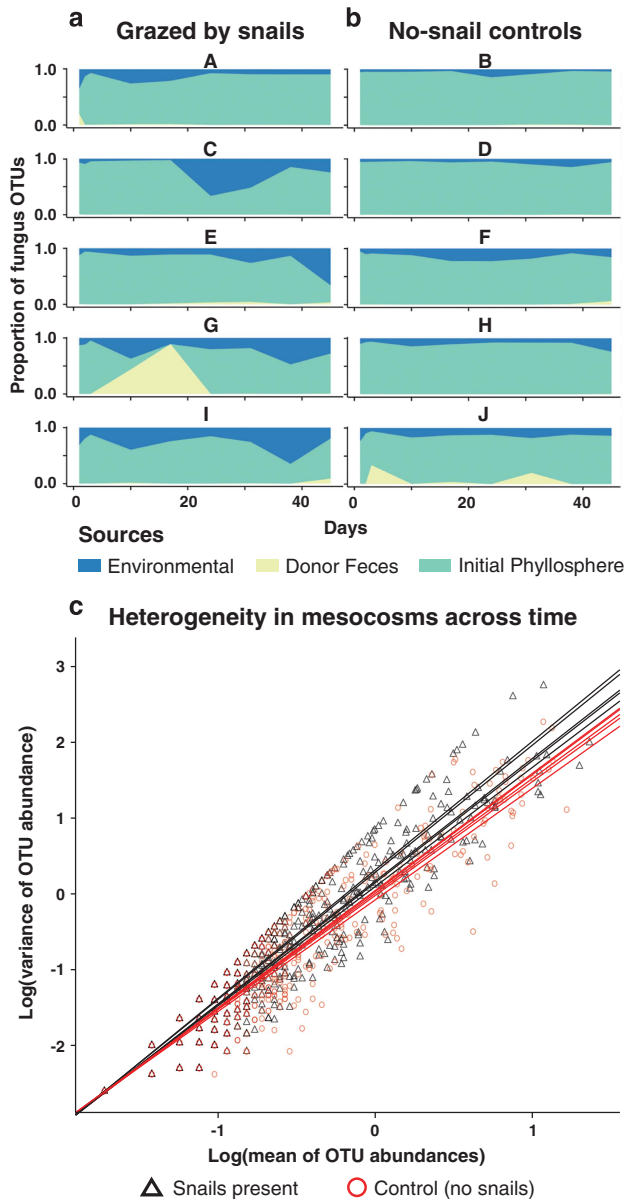 a Grazed by snails
b No-snail controls
Proportion of fungus OTUs
A
1.0
0.0
B
C
1.0
0.0
D
E
1.0
0.0
F
G
1.0
0.0
H
I
1.0
0.0
J
0 20 40
0 20 40
Days
Sources
Environmental Donor Feces Initial Phyllosphere
c Heterogeneity in mesocosms across time
Log(variance of OTU abundance)
3
2
1
0
-1
-2
-1 0 1
Log(mean of OTU abundances)
Snails present Control (no snails)